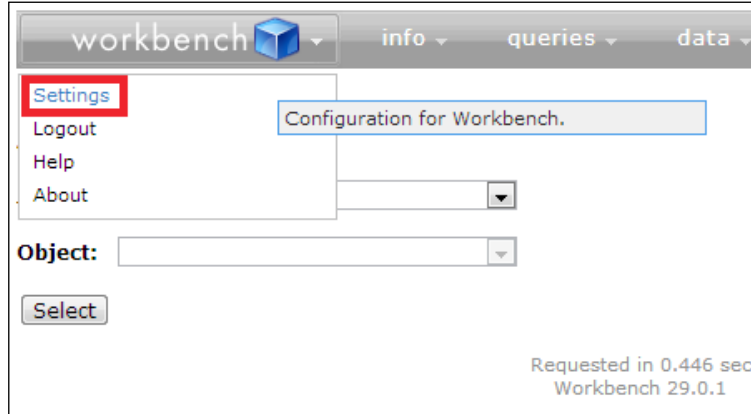 workbench info queries data
Settings
Configuration for Workbench.
Logout
Help
About
Object:
Select
Requested in 0.446 sec
Workbench 29.0.1